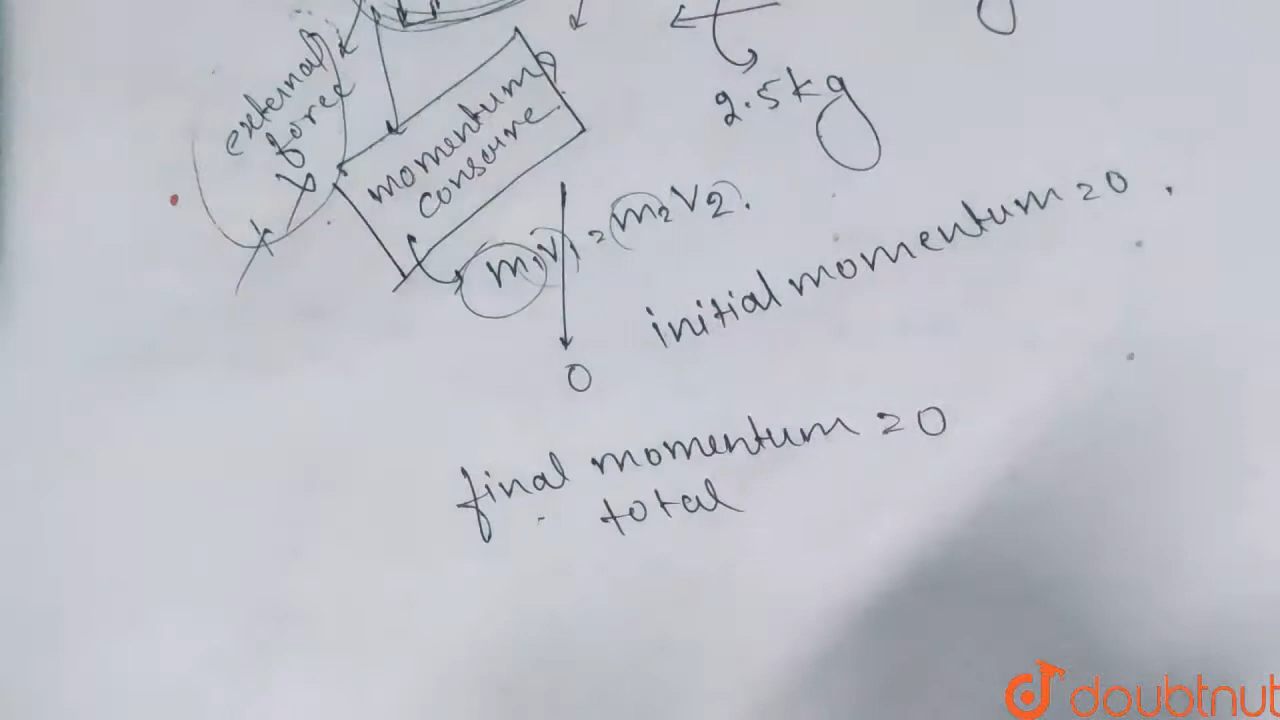 external
force
momentum
conserve
2.5kg
m₁v₁ = m₂v₂.
0
initial momentum = 0.
final momentum = 0
total
doubtnut